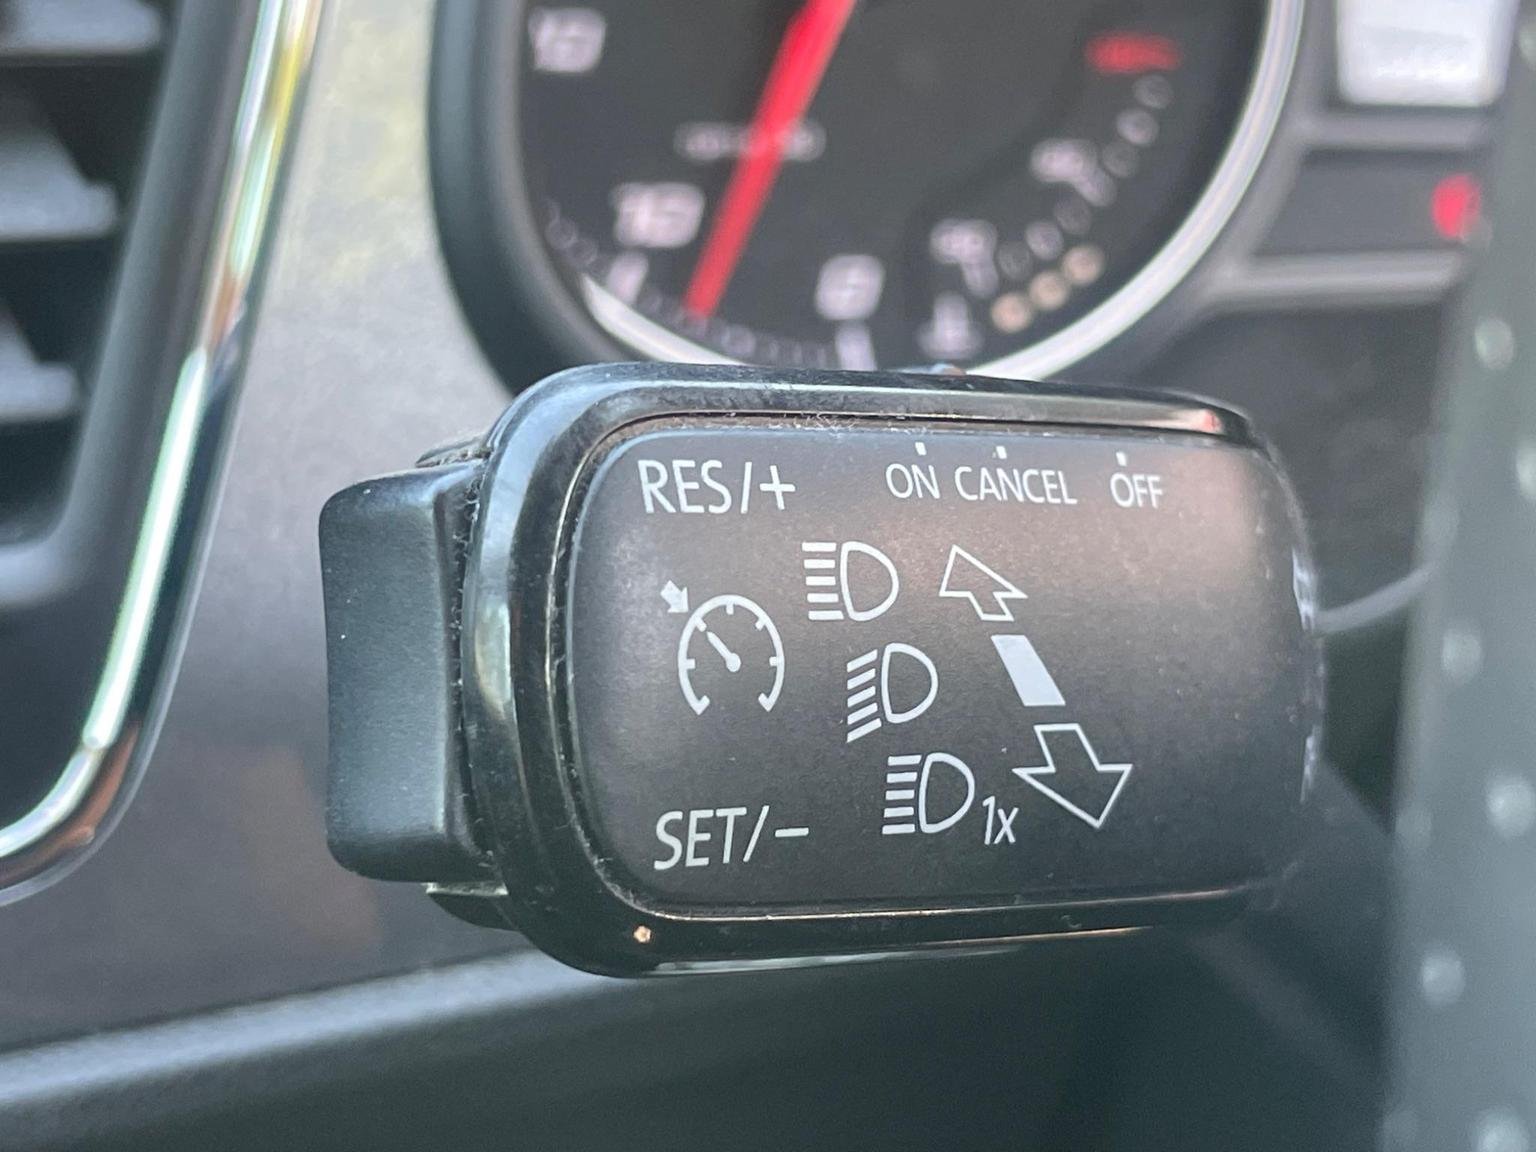 RES/+
ON CANCEL OFF
SET/-
1x